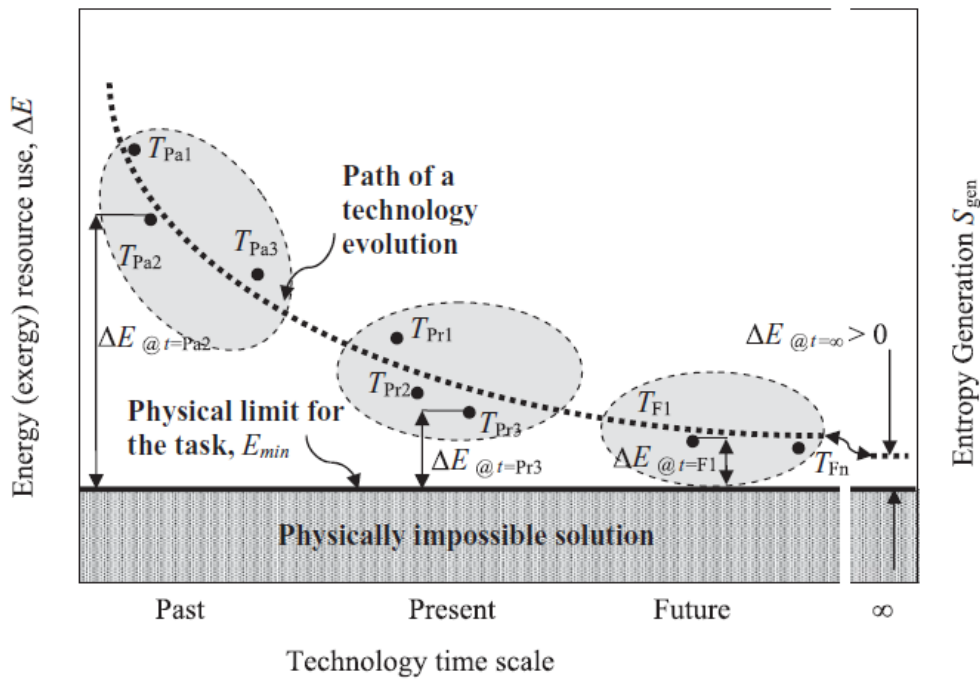 Energy (exergy) resource use, ΔE
T_Pa1
T_Pa2
T_Pa3
Path of a
technology
evolution
ΔE @t=Pa2
T_Pr1
T_Pr2
T_Pr3
Physical limit for
the task, E_min
ΔE @t=Pr3
ΔE @t=∞ > 0
T_F1
ΔE @t=F1
T_Fn
Physically impossible solution
Past Present Future ∞
Technology time scale
Entropy Generation S_gen